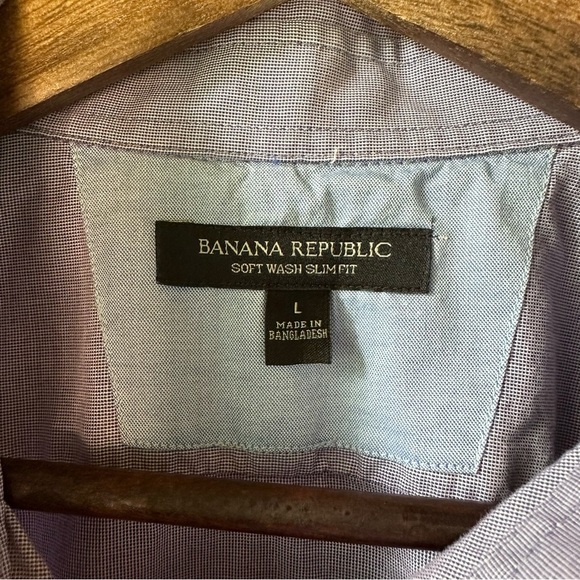 BANANA REPUBLIC
SOFT WASH SLIM FIT
L
MADE IN
BANGLADESH